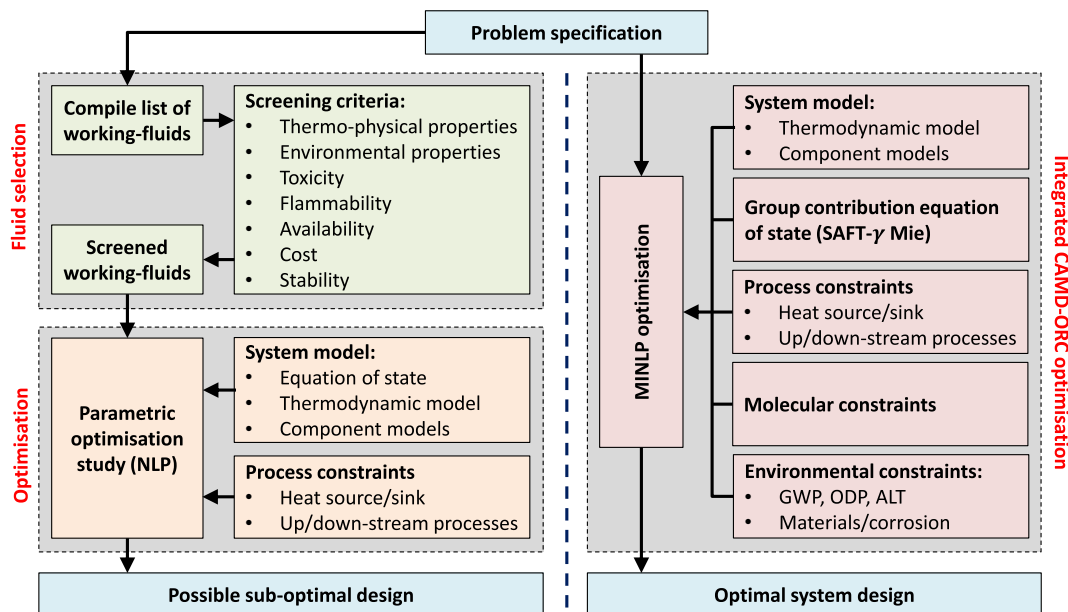 Problem specification
Fluid selection
Compile list of
working-fluids
Screening criteria:
• Thermo-physical properties
• Environmental properties
• Toxicity
• Flammability
• Availability
• Cost
• Stability
Screened
working-fluids
Optimisation
Parametric
optimisation
study (NLP)
System model:
• Equation of state
• Thermodynamic model
• Component models
Process constraints
• Heat source/sink
• Up/down-stream processes
Possible sub-optimal design
MINLP optimisation
System model:
• Thermodynamic model
• Component models
Group contribution equation
of state (SAFT-γ Mie)
Process constraints
• Heat source/sink
• Up/down-stream processes
Molecular constraints
Environmental constraints:
• GWP, ODP, ALT
• Materials/corrosion
Integrated CAMD-ORC optimisation
Optimal system design